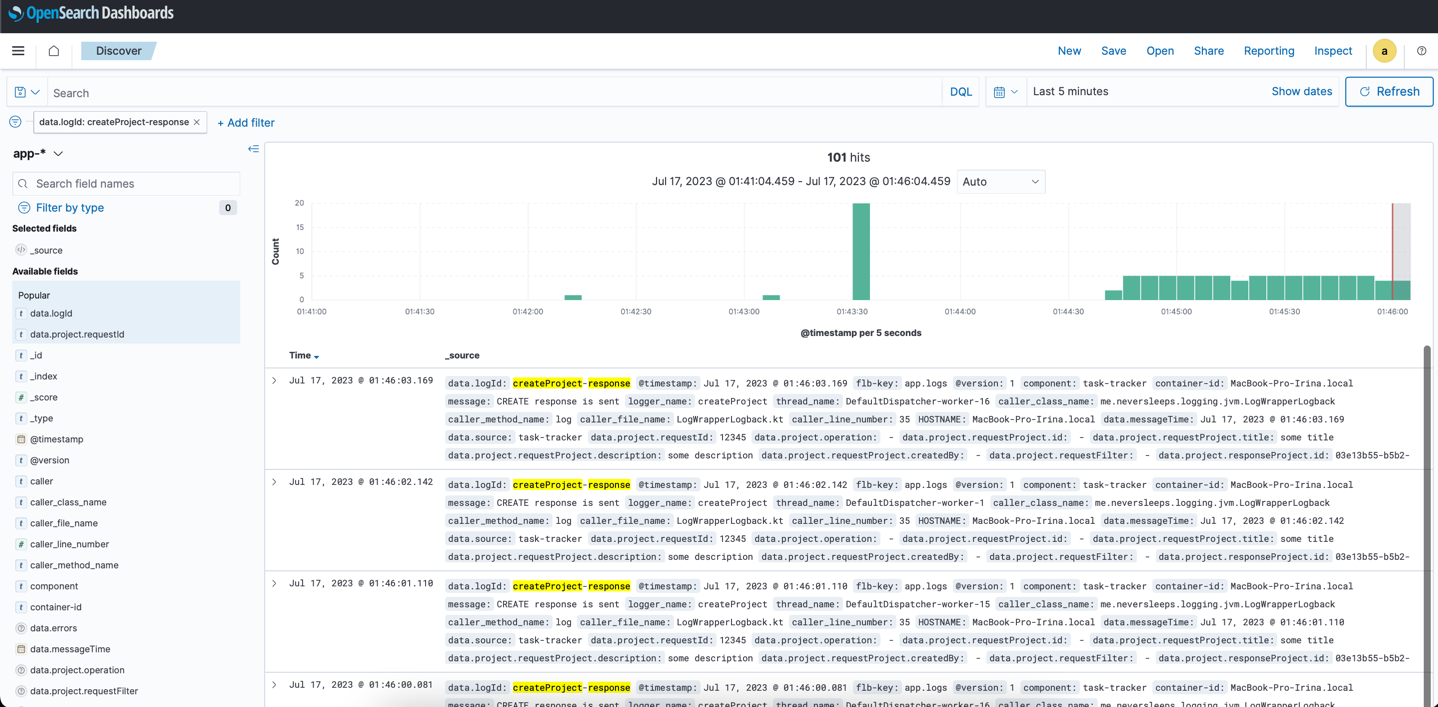 OpenSearch Dashboards
Discover
New Save Open Share Reporting Inspect a
Search DQL Last 5 minutes Show dates Refresh
data.logId: createProject-response × + Add filter
app-*
Search field names
Filter by type 0
Selected fields
_source
Available fields
Popular
data.logId
data.project.requestId
_id
_index
_score
_type
@timestamp
@version
caller
caller_class_name
caller_file_name
caller_line_number
caller_method_name
component
container-id
data.errors
data.messageTime
data.project.operation
data.project.requestFilter
101 hits
Jul 17, 2023 @ 01:41:04.459 - Jul 17, 2023 @ 01:46:04.459 Auto
Count
20
15
10
5
0
01:41:00 01:41:30 01:42:00 01:42:30 01:43:00 01:43:30 01:44:00 01:44:30 01:45:00 01:45:30 01:46:00
@timestamp per 5 seconds
Time _source
Jul 17, 2023 @ 01:46:03.169 data.logId: createProject-response @timestamp: Jul 17, 2023 @ 01:46:03.169 flb-key: app.logs @version: 1 component: task-tracker container-id: MacBook-Pro-Irina.local
message: CREATE response is sent logger_name: createProject thread_name: DefaultDispatcher-worker-16 caller_class_name: me.neversleeps.logging.jvm.LogWrapperLogback
caller_method_name: log caller_file_name: LogWrapperLogback.kt caller_line_number: 35 HOSTNAME: MacBook-Pro-Irina.local data.messageTime: Jul 17, 2023 @ 01:46:03.169
data.source: task-tracker data.project.requestId: 12345 data.project.operation: - data.project.requestProject.id: - data.project.requestProject.title: some title
data.project.requestProject.description: some description data.project.requestProject.createdBy: - data.project.requestFilter: - data.project.responseProject.id: 03e13b55-b5b2-
Jul 17, 2023 @ 01:46:02.142 data.logId: createProject-response @timestamp: Jul 17, 2023 @ 01:46:02.142 flb-key: app.logs @version: 1 component: task-tracker container-id: MacBook-Pro-Irina.local
message: CREATE response is sent logger_name: createProject thread_name: DefaultDispatcher-worker-1 caller_class_name: me.neversleeps.logging.jvm.LogWrapperLogback
caller_method_name: log caller_file_name: LogWrapperLogback.kt caller_line_number: 35 HOSTNAME: MacBook-Pro-Irina.local data.messageTime: Jul 17, 2023 @ 01:46:02.142
data.source: task-tracker data.project.requestId: 12345 data.project.operation: - data.project.requestProject.id: - data.project.requestProject.title: some title
data.project.requestProject.description: some description data.project.requestProject.createdBy: - data.project.requestFilter: - data.project.responseProject.id: 03e13b55-b5b2-
Jul 17, 2023 @ 01:46:01.110 data.logId: createProject-response @timestamp: Jul 17, 2023 @ 01:46:01.110 flb-key: app.logs @version: 1 component: task-tracker container-id: MacBook-Pro-Irina.local
message: CREATE response is sent logger_name: createProject thread_name: DefaultDispatcher-worker-15 caller_class_name: me.neversleeps.logging.jvm.LogWrapperLogback
caller_method_name: log caller_file_name: LogWrapperLogback.kt caller_line_number: 35 HOSTNAME: MacBook-Pro-Irina.local data.messageTime: Jul 17, 2023 @ 01:46:01.110
data.source: task-tracker data.project.requestId: 12345 data.project.operation: - data.project.requestProject.id: - data.project.requestProject.title: some title
data.project.requestProject.description: some description data.project.requestProject.createdBy: - data.project.requestFilter: - data.project.responseProject.id: 03e13b55-b5b2-
Jul 17, 2023 @ 01:46:00.081 data.logId: createProject-response @timestamp: Jul 17, 2023 @ 01:46:00.081 flb-key: app.logs @version: 1 component: task-tracker container-id: MacBook-Pro-Irina.local
message: CREATE response is sent logger_name: createProject thread_name: DefaultDispatcher-worker-16 caller_class_name: me.neversleeps.logging.jvm.LogWrapperLogback